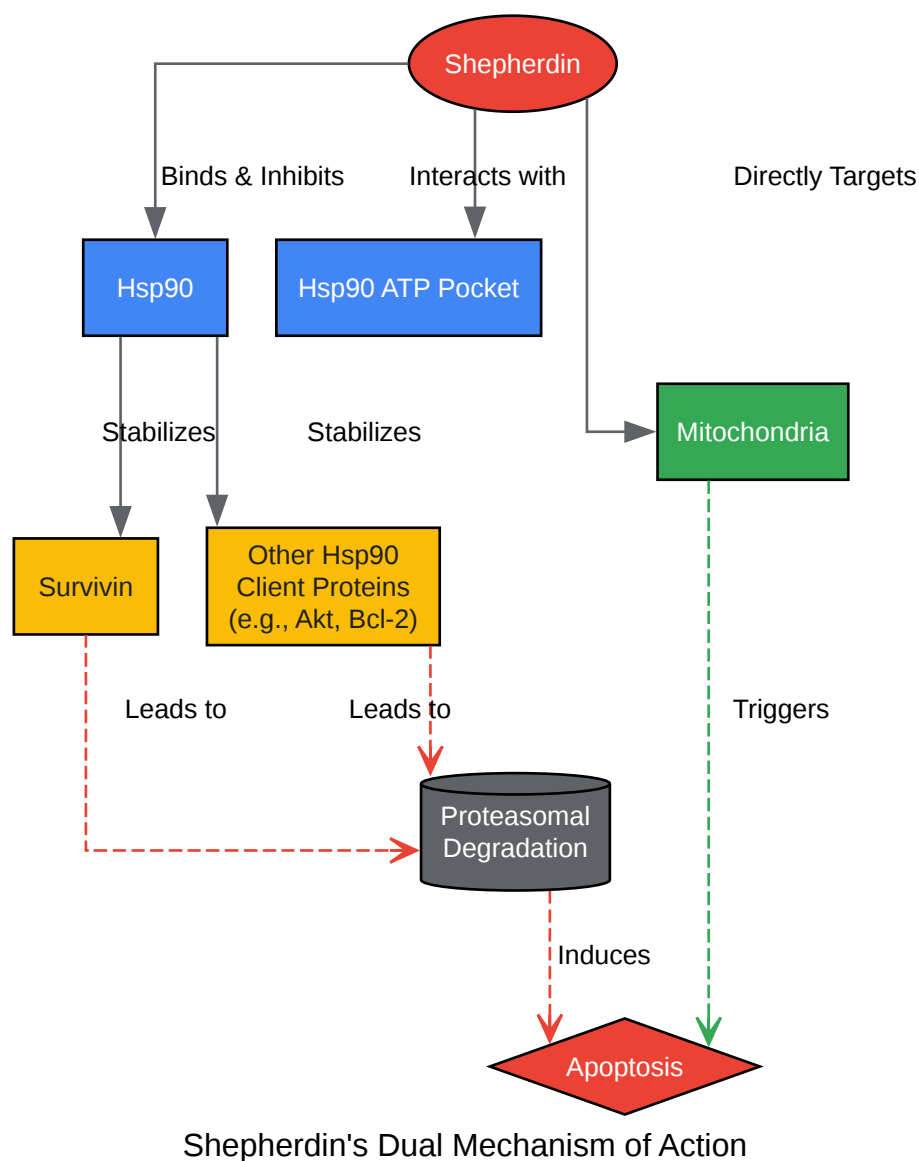 Shepherdin
Binds & Inhibits
Interacts with
Directly Targets
Hsp90
Hsp90 ATP Pocket
Stabilizes
Stabilizes
Mitochondria
Survivin
Other Hsp90
Client Proteins
(e.g., Akt, Bcl-2)
Leads to
Leads to
Triggers
Proteasomal
Degradation
Induces
Apoptosis
Shepherdin's Dual Mechanism of Action